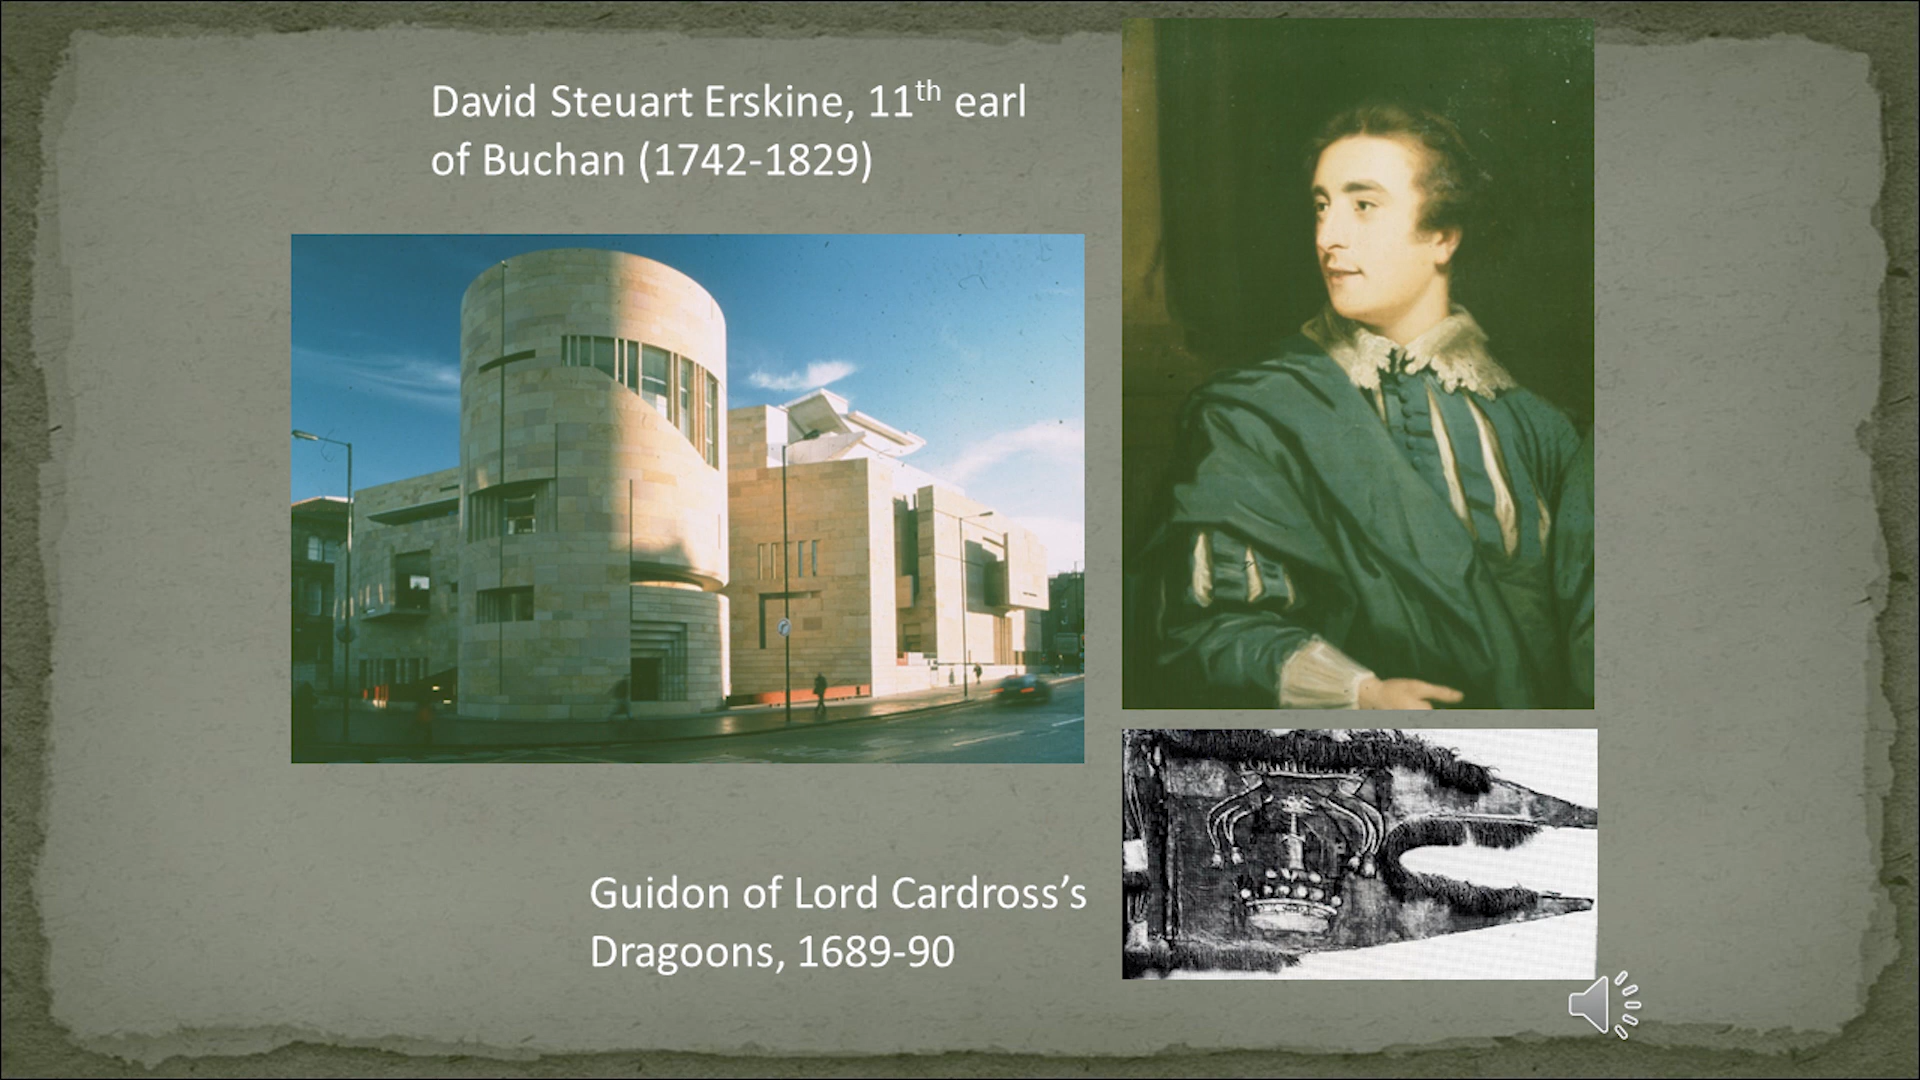 David Steuart Erskine, 11th earl
of Buchan (1742-1829)
Guidon of Lord Cardross’s
Dragoons, 1689-90